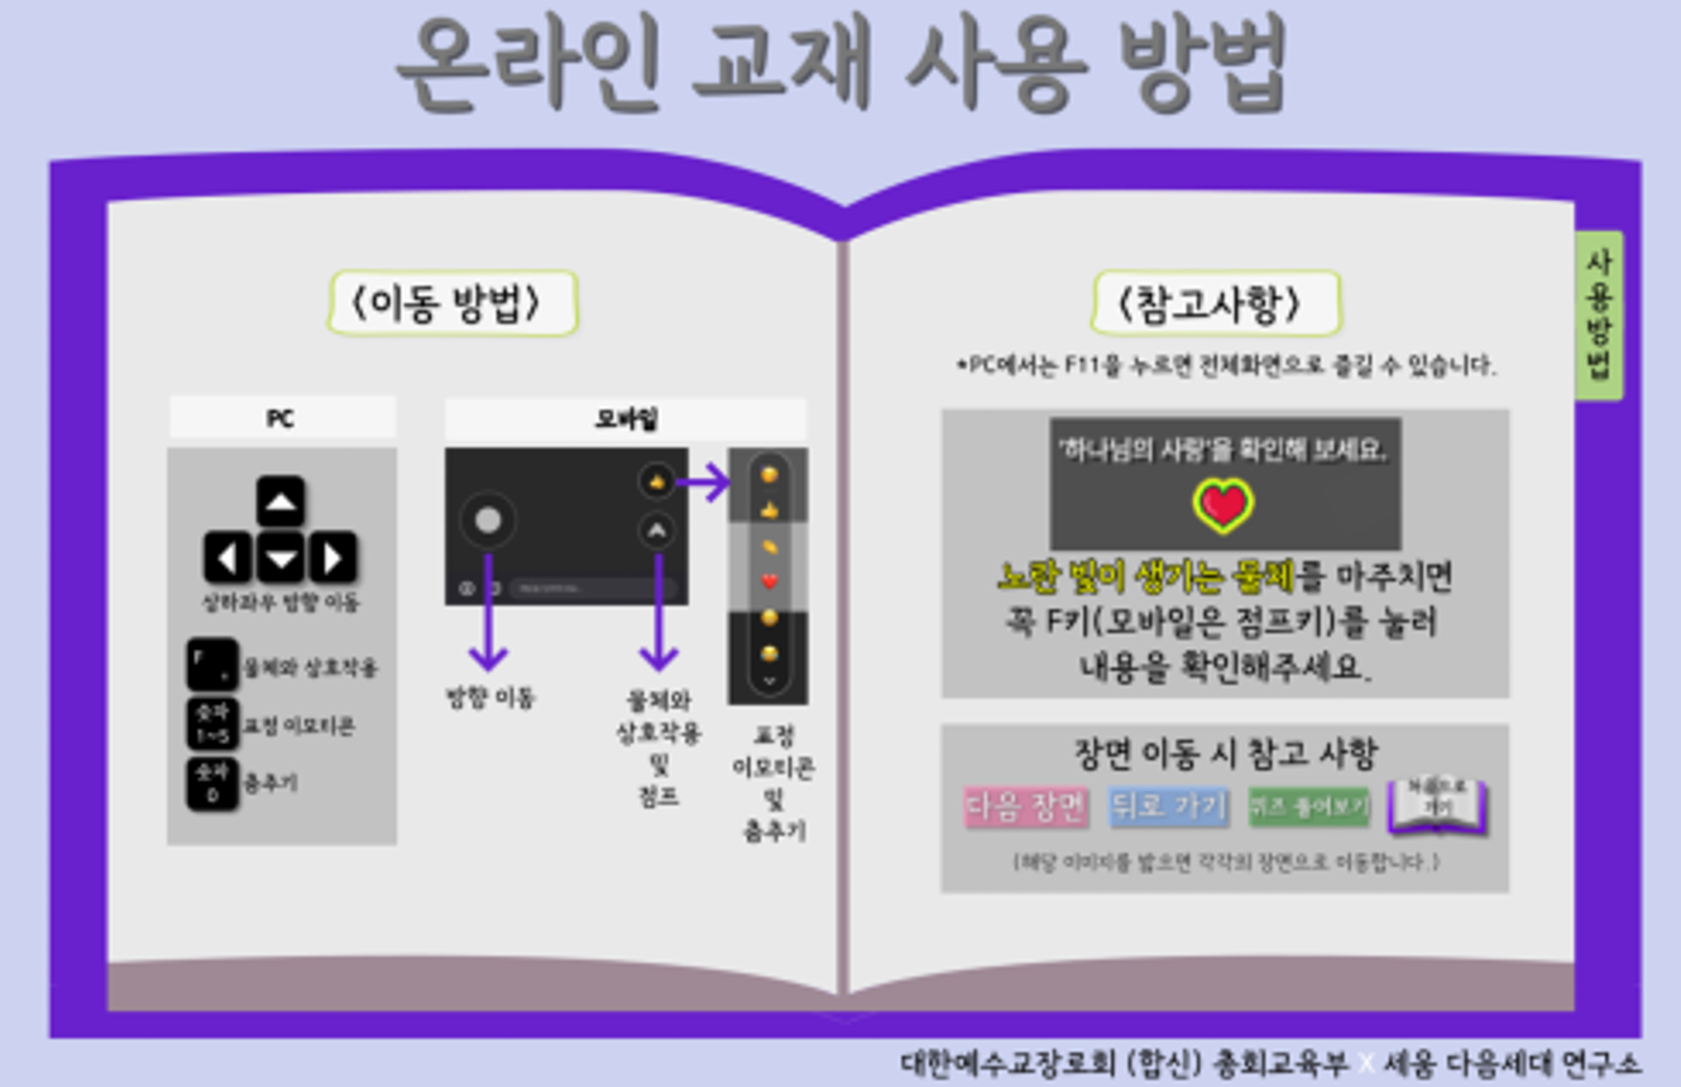 온라인 교재 사용 방법
<이동 방법>
PC
상하좌우 방향 이동
F
물체와 상호작용
숫자
1~5
표정 이모티콘
숫자
0
춤추기
모바일
방향 이동
물체와
상호작용
및
점프
표정
이모티콘
및
춤추기
<참고사항>
*PC에서는 F11을 누르면 전체화면으로 즐길 수 있습니다.
'하나님의 사랑'을 확인해 보세요.
노란 빛이 생기는 물체를 마주치면
꼭 F키(모바일은 점프키)를 눌러
내용을 확인해주세요.
장면 이동 시 참고 사항
다음 장면
뒤로 가기
퀴즈 풀어보기
처음으로
가기
(해당 이미지를 밟으면 각각의 장면으로 이동합니다.)
사용방법
대한예수교장로회 (합신) 총회교육부 X 세움 다음세대 연구소